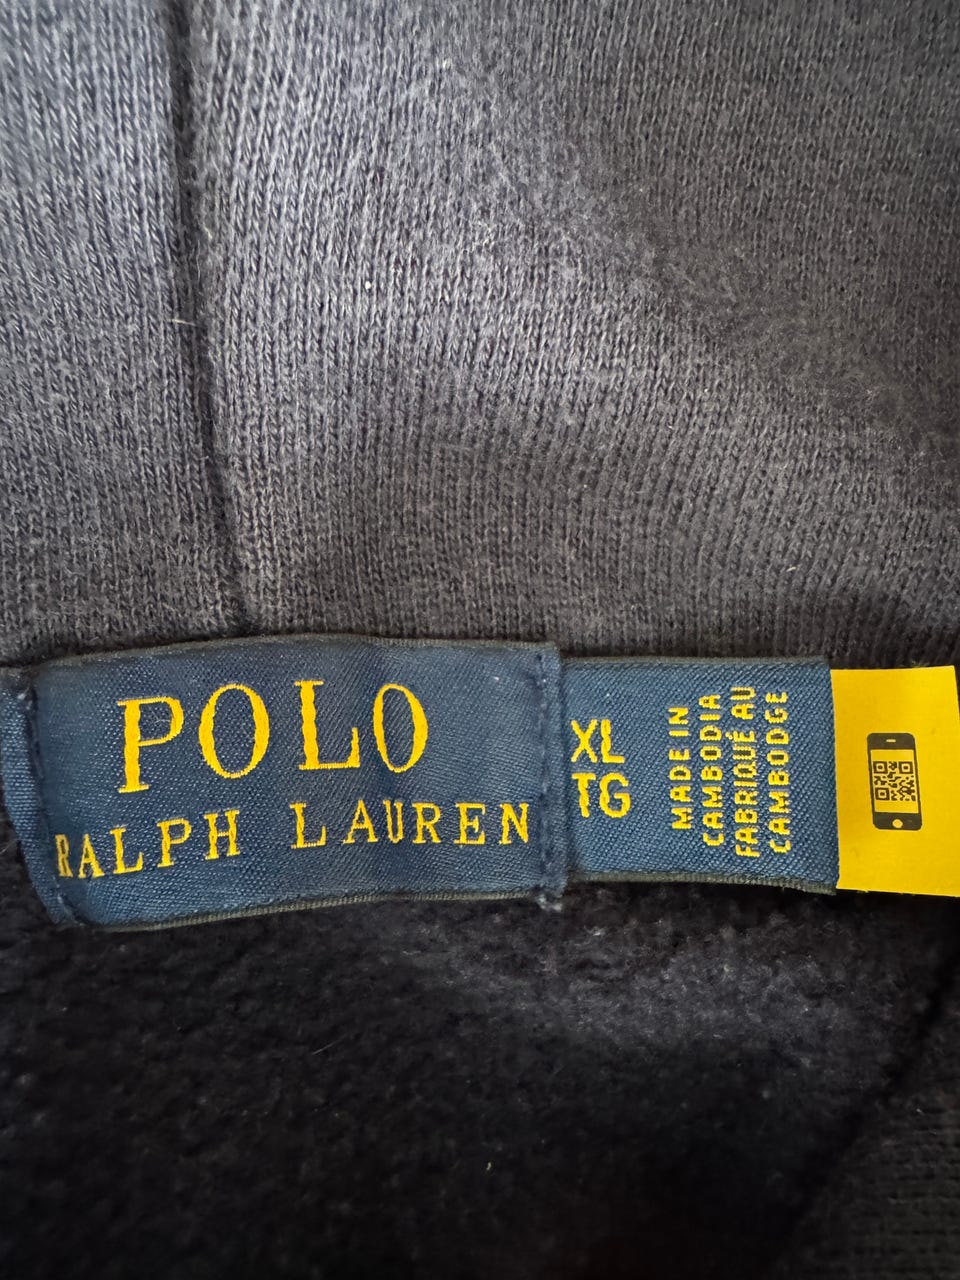 POLO
RALPH LAUREN
XL
TG
MADE IN
CAMBODIA
FABRIQUÉ AU
CAMBODGE